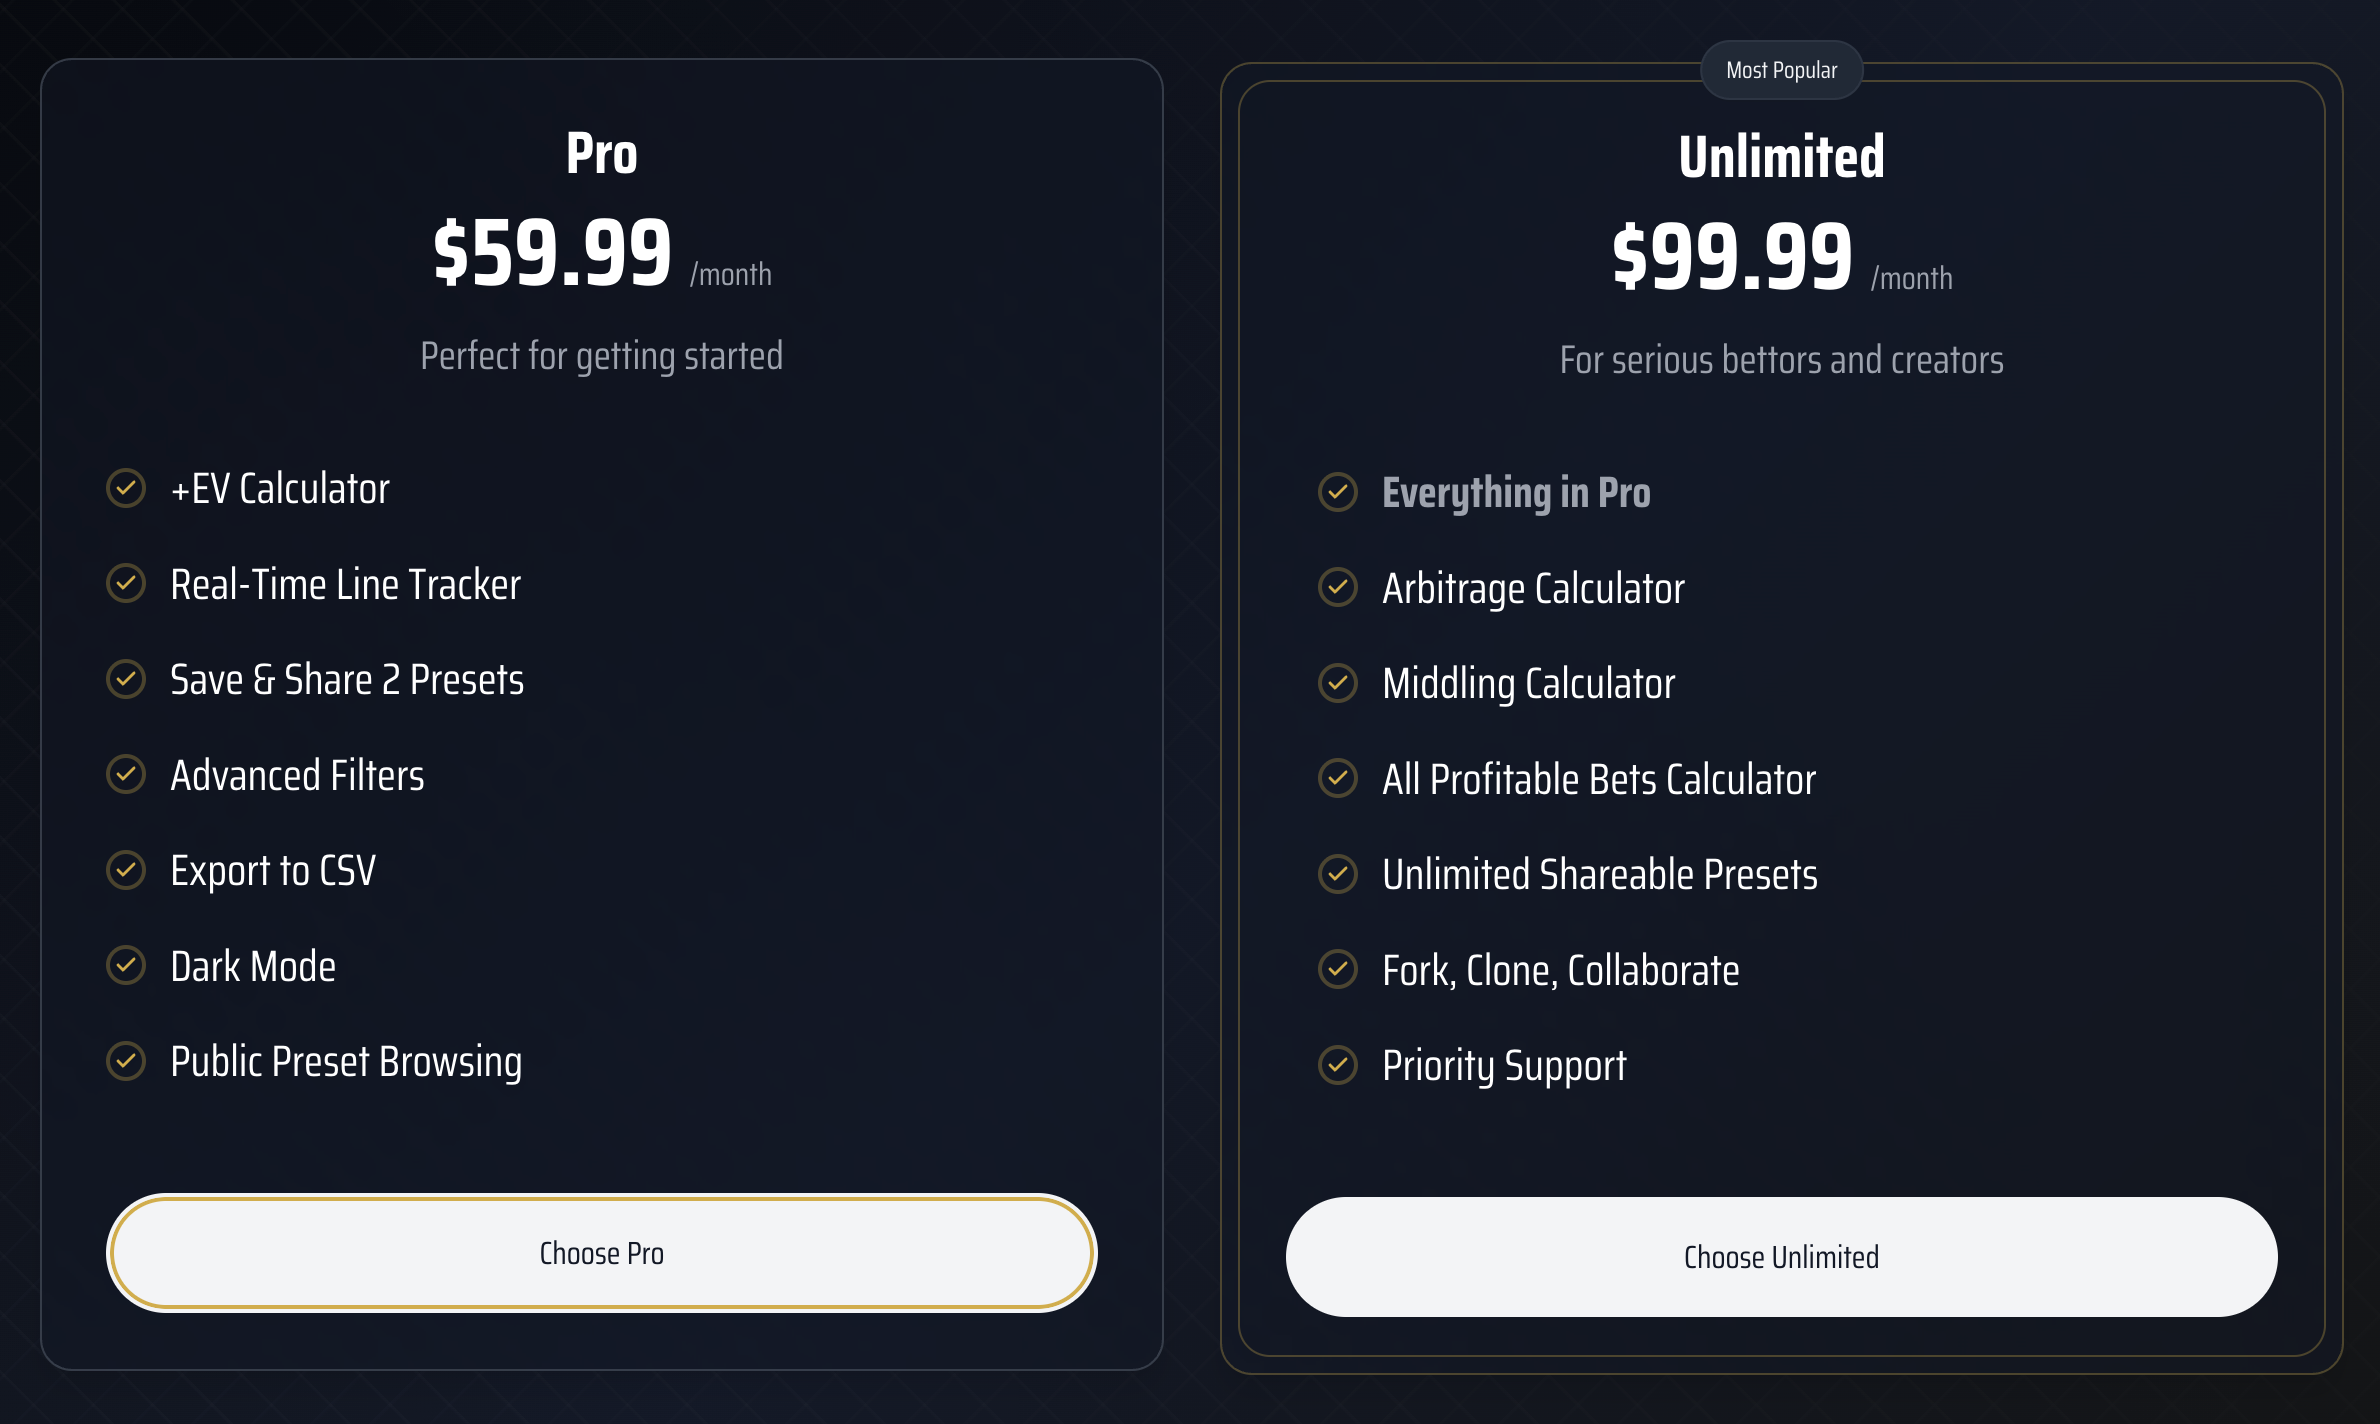 Pro
$59.99 /month
Perfect for getting started
+EV Calculator
Real-Time Line Tracker
Save & Share 2 Presets
Advanced Filters
Export to CSV
Dark Mode
Public Preset Browsing
Choose Pro
Most Popular
Unlimited
$99.99 /month
For serious bettors and creators
Everything in Pro
Arbitrage Calculator
Middling Calculator
All Profitable Bets Calculator
Unlimited Shareable Presets
Fork, Clone, Collaborate
Priority Support
Choose Unlimited